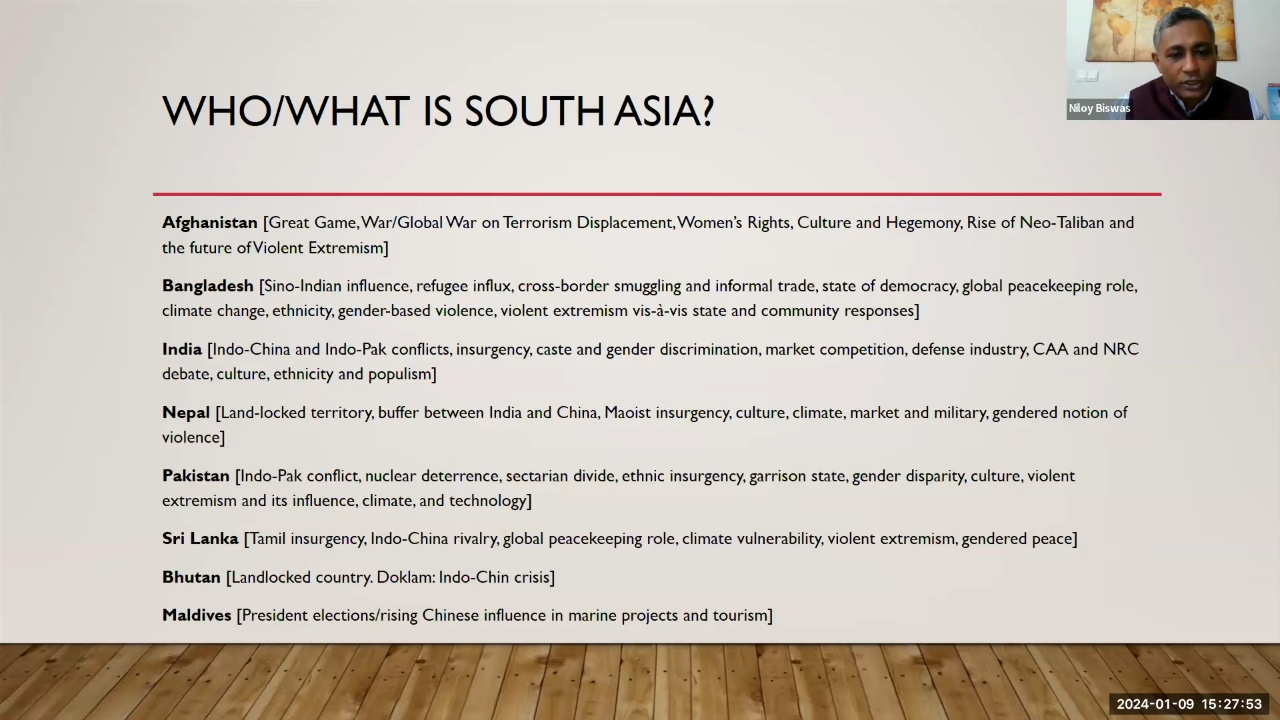 WHO/WHAT IS SOUTH ASIA?
Niloy Biswas
Afghanistan [Great Game, War/Global War on Terrorism Displacement, Women's Rights, Culture and Hegemony, Rise of Neo-Taliban and
the future of Violent Extremism]
Bangladesh [Sino-Indian influence, refugee influx, cross-border smuggling and informal trade, state of democracy, global peacekeeping role,
climate change, ethnicity, gender-based violence, violent extremism vis-à-vis state and community responses]
India [Indo-China and Indo-Pak conflicts, insurgency, caste and gender discrimination, market competition, defense industry, CAA and NRC
debate, culture, ethnicity and populism]
Nepal [Land-locked territory, buffer between India and China, Maoist insurgency, culture, climate, market and military, gendered notion of
violence]
Pakistan [Indo-Pak conflict, nuclear deterrence, sectarian divide, ethnic insurgency, garrison state, gender disparity, culture, violent
extremism and its influence, climate, and technology]
Sri Lanka [Tamil insurgency, Indo-China rivalry, global peacekeeping role, climate vulnerability, violent extremism, gendered peace]
Bhutan [Landlocked country. Doklam: Indo-Chin crisis]
Maldives [President elections/rising Chinese influence in marine projects and tourism]
2024-01-09 15:27:53